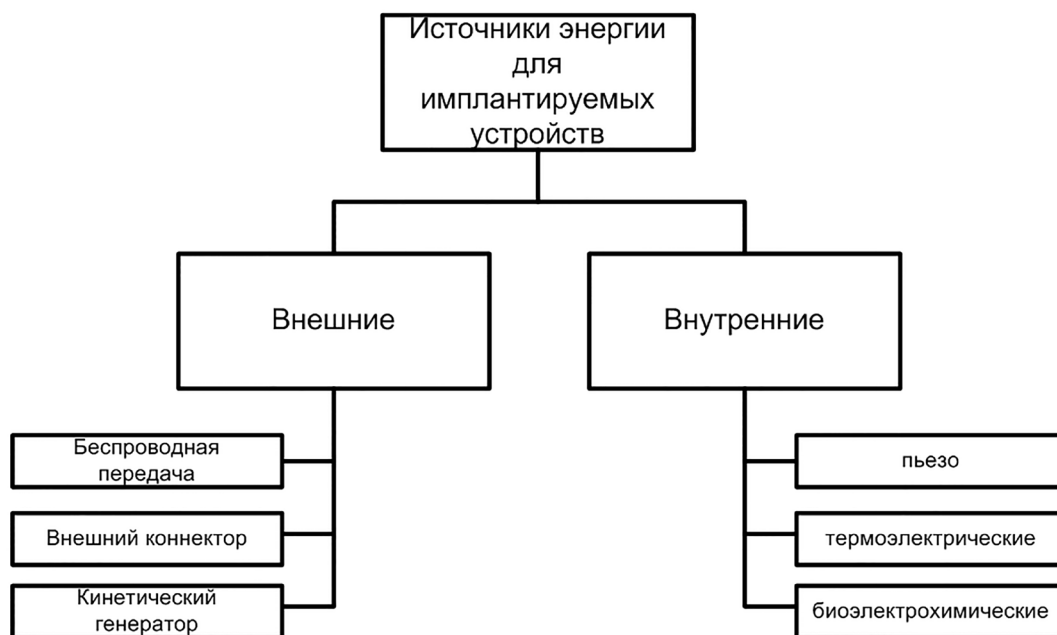 Источники энергии
для
имплантируемых
устройств
Внешние
Внутренние
Беспроводная
передача
Внешний коннектор
Кинетический
генератор
пьезо
термоэлектрические
биоэлектрохимические